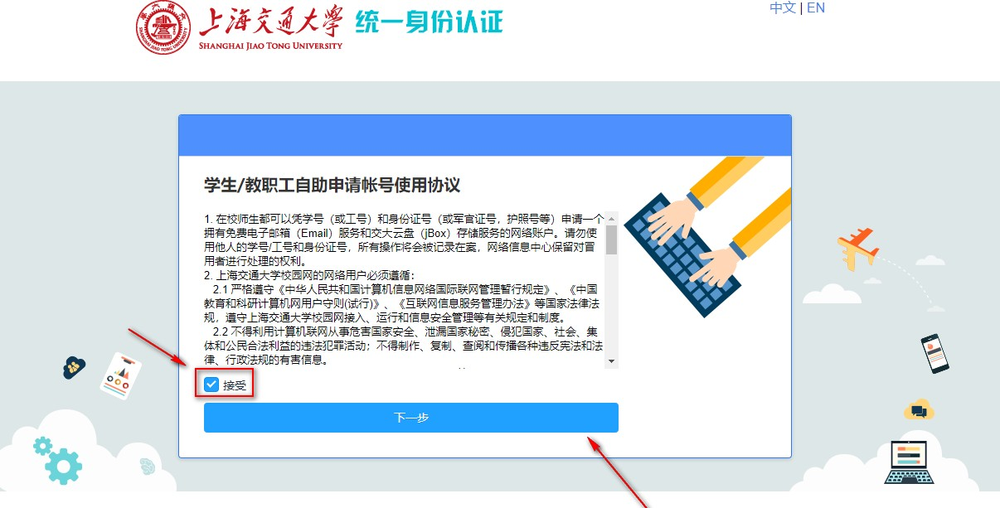 上海交通大学 统一身份认证
SHANGHAI JIAO TONG UNIVERSITY
中文 | EN
学生/教职工自助申请帐号使用协议
1. 在校师生都可以凭学号（或工号）和身份证号（或军官证号，护照号等）申请一个
拥有免费电子邮箱（Email）服务和交大云盘（jBox）存储服务的网络账户。请勿使
用他人的学号/工号和身份证号，所有操作将会被记录在案，网络信息中心保留对冒
用者进行处理的权利。
2. 上海交通大学校园网的网络用户必须遵循：
2.1 严格遵守《中华人民共和国计算机信息网络国际联网管理暂行规定》、《中国
教育和科研计算机网用户守则(试行)》、《互联网信息服务管理办法》等国家法律法
规，遵守上海交通大学校园网接入、运行和信息安全管理等有关规定和制度。
2.2 不得利用计算机联网从事危害国家安全、泄漏国家秘密、侵犯国家、社会、集
体和公民合法利益的违法犯罪活动；不得制作、复制、查阅和传播各种违反宪法和法
律、行政法规的有害信息。
接受
下一步